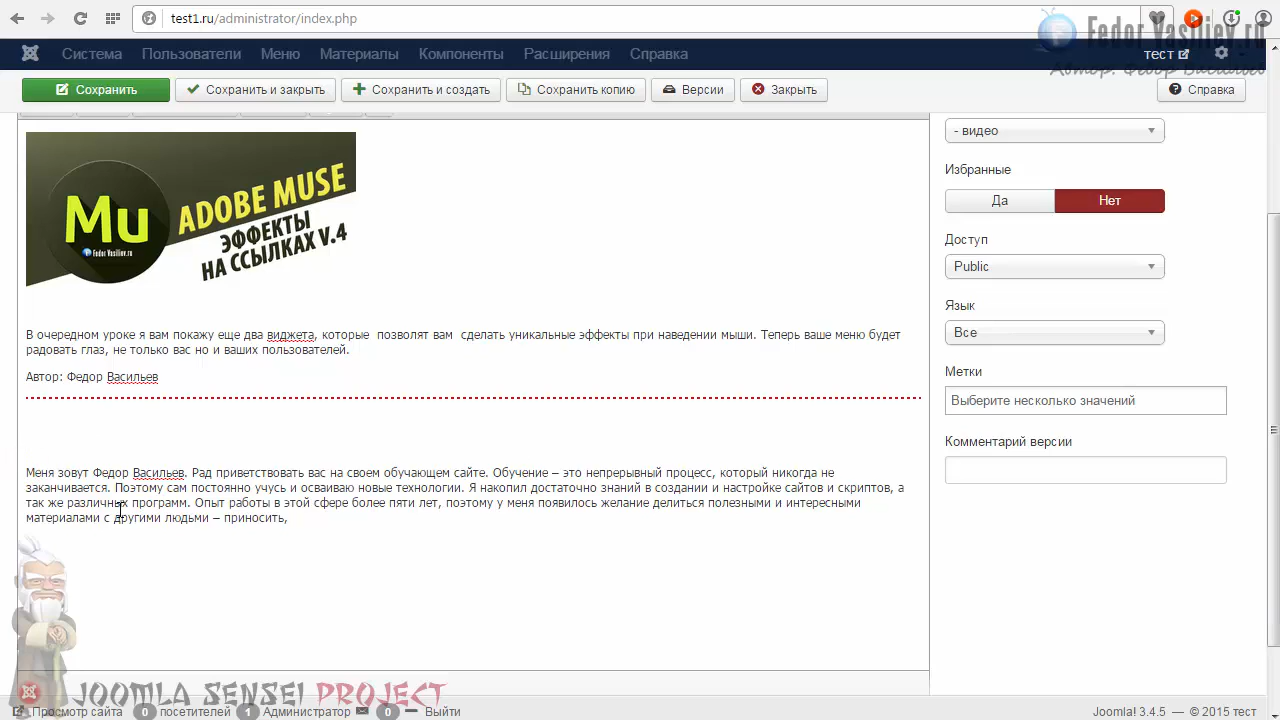 test1.ru/administrator/index.php
Fedor Vasiliev.ru
Автор: Федор Васильев
Система Пользователи Меню Материалы Компоненты Расширения Справка тест
Сохранить Сохранить и закрыть Сохранить и создать Сохранить копию Версии Закрыть Справка
- видео
Избранные
Да Нет
Доступ
Public
Язык
Все
Метки
Выберите несколько значений
Комментарий версии
Mu
Fedor Vasiliev.ru
ADOBE MUSE
ЭФФЕКТЫ
НА ССЫЛКАХ V.4
В очередном уроке я вам покажу еще два виджета, которые позволят вам сделать уникальные эффекты при наведении мыши. Теперь ваше меню будет
радовать глаз, не только вас но и ваших пользователей.
Автор: Федор Васильев
Меня зовут Федор Васильев. Рад приветствовать вас на своем обучающем сайте. Обучение – это непрерывный процесс, который никогда не
заканчивается. Поэтому сам постоянно учусь и осваиваю новые технологии. Я накопил достаточно знаний в создании и настройке сайтов и скриптов, а
так же различных программ. Опыт работы в этой сфере более пяти лет, поэтому у меня появилось желание делиться полезными и интересными
материалами с другими людьми – приносить,
JOOMLA SENSEI PROJECT
Просмотр сайта 0 посетителей 1 Администратор 0 Выйти
Joomla! 3.4.5 — © 2015 тест